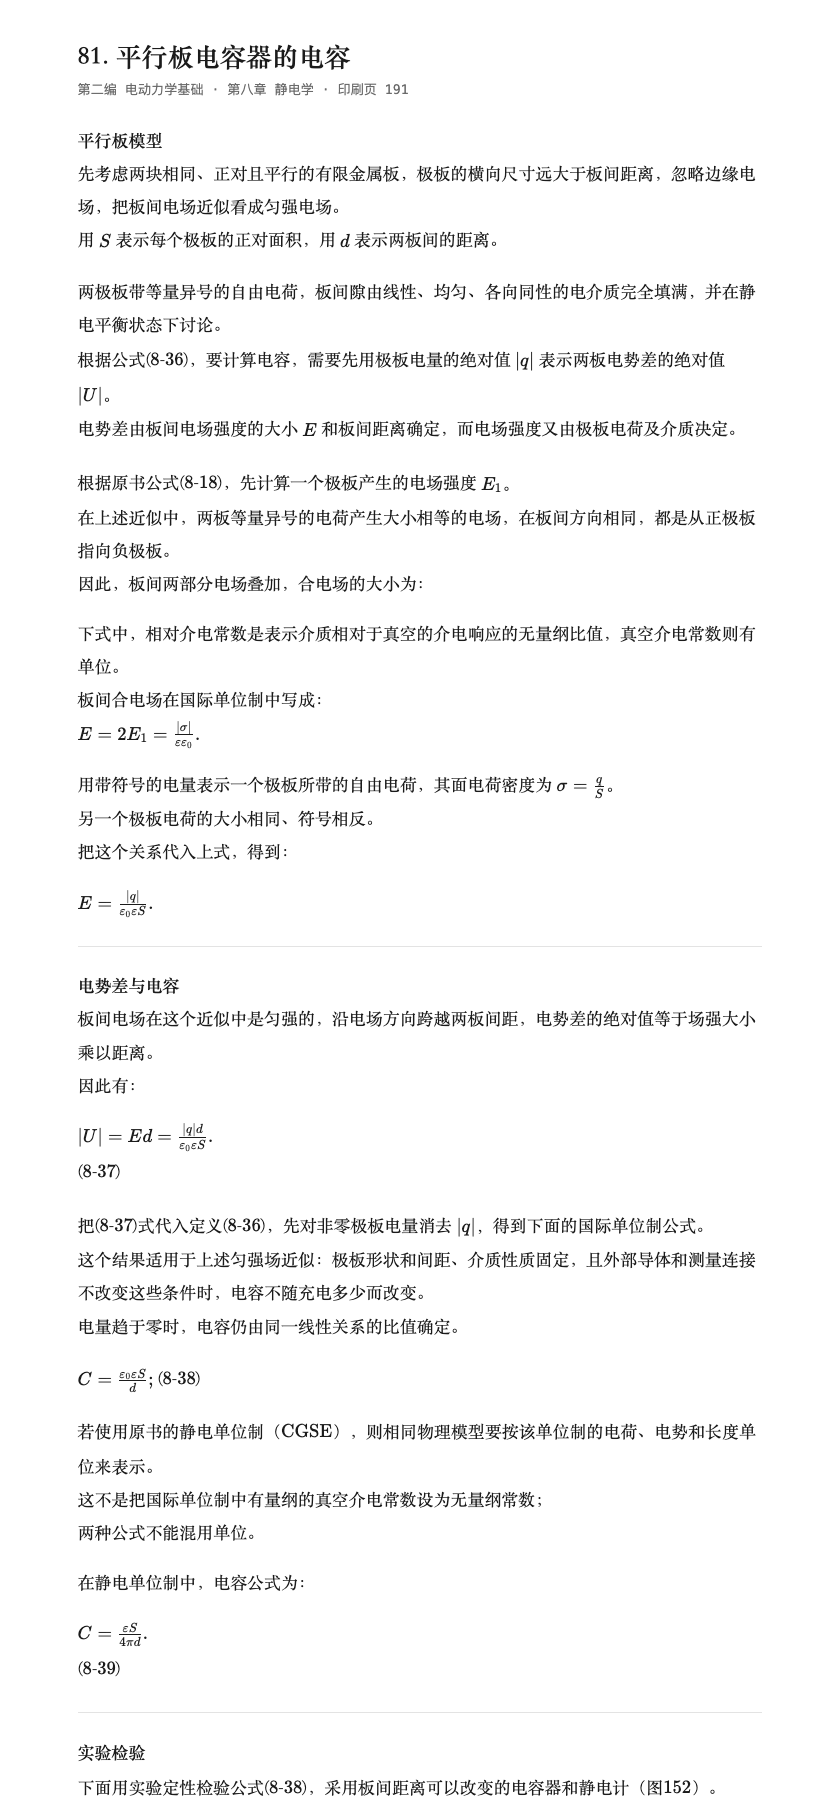 81. 平行板电容器的电容
第二编 电动力学基础 · 第八章 静电学 · 印刷页 191
平行板模型
先考虑两块相同、正对且平行的有限金属板，极板的横向尺寸远大于板间距离，忽略边缘电
场，把板间电场近似看成匀强电场。
用 S 表示每个极板的正对面积，用 d 表示两板间的距离。
两极板带等量异号的自由电荷，板间隙由线性、均匀、各向同性的电介质完全填满，并在静
电平衡状态下讨论。
根据公式(8-36)，要计算电容，需要先用极板电量的绝对值 |q| 表示两板电势差的绝对值
|U|。
电势差由板间电场强度的大小 E 和板间距离确定，而电场强度又由极板电荷及介质决定。
根据原书公式(8-18)，先计算一个极板产生的电场强度 E₁。
在上述近似中，两板等量异号的电荷产生大小相等的电场，在板间方向相同，都是从正极板
指向负极板。
因此，板间两部分电场叠加，合电场的大小为：
下式中，相对介电常数是表示介质相对于真空的介电响应的无量纲比值，真空介电常数则有
单位。
板间合电场在国际单位制中写成：
E = 2E₁ = |σ|/(εε₀).
用带符号的电量表示一个极板所带的自由电荷，其面电荷密度为 σ = q/S。
另一个极板电荷的大小相同、符号相反。
把这个关系代入上式，得到：
E = |q|/(ε₀εS).
电势差与电容
板间电场在这个近似中是匀强的，沿电场方向跨越两板间距，电势差的绝对值等于场强大小
乘以距离。
因此有：
|U| = Ed = |q|d/(ε₀εS).
(8-37)
把(8-37)式代入定义(8-36)，先对非零极板电量消去 |q|，得到下面的国际单位制公式。
这个结果适用于上述匀强场近似：极板形状和间距、介质性质固定，且外部导体和测量连接
不改变这些条件时，电容不随充电多少而改变。
电量趋于零时，电容仍由同一线性关系的比值确定。
C = ε₀εS/d; (8-38)
若使用原书的静电单位制（CGSE），则相同物理模型要按该单位制的电荷、电势和长度单
位来表示。
这不是把国际单位制中有量纲的真空介电常数设为无量纲常数；
两种公式不能混用单位。
在静电单位制中，电容公式为：
C = εS/(4πd).
(8-39)
实验检验
下面用实验定性检验公式(8-38)，采用板间距离可以改变的电容器和静电计（图152）。